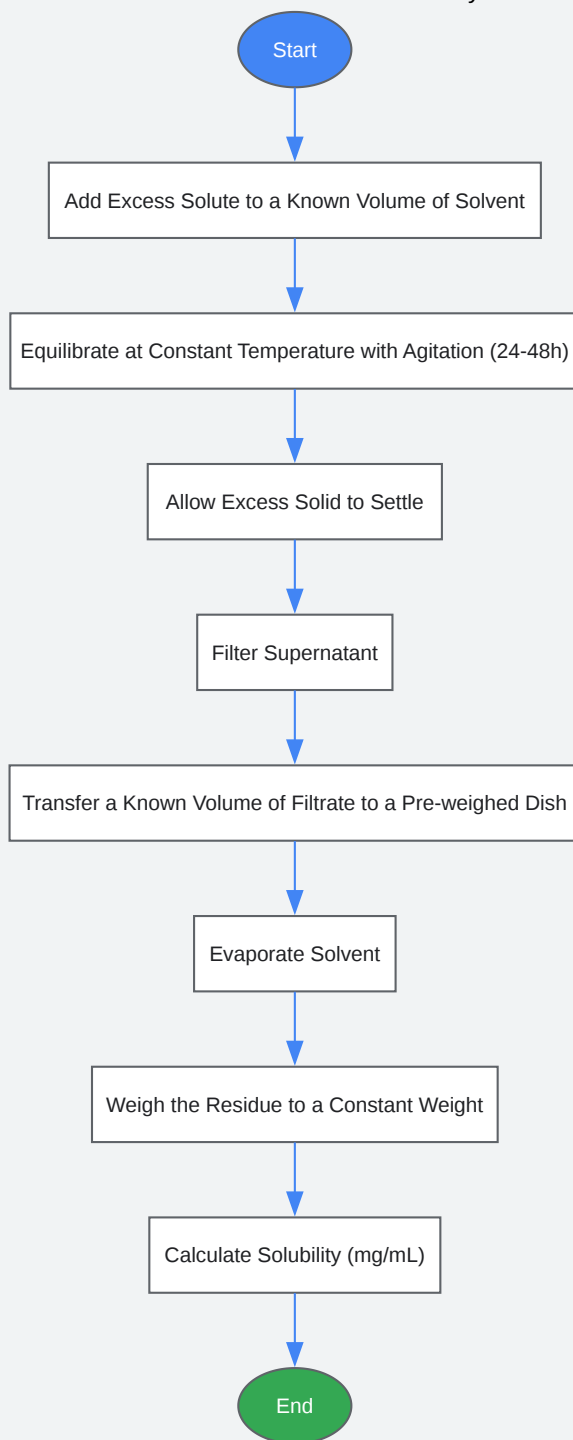 Start
Add Excess Solute to a Known Volume of Solvent
Equilibrate at Constant Temperature with Agitation (24-48h)
Allow Excess Solid to Settle
Filter Supernatant
Transfer a Known Volume of Filtrate to a Pre-weighed Dish
Evaporate Solvent
Weigh the Residue to a Constant Weight
Calculate Solubility (mg/mL)
End